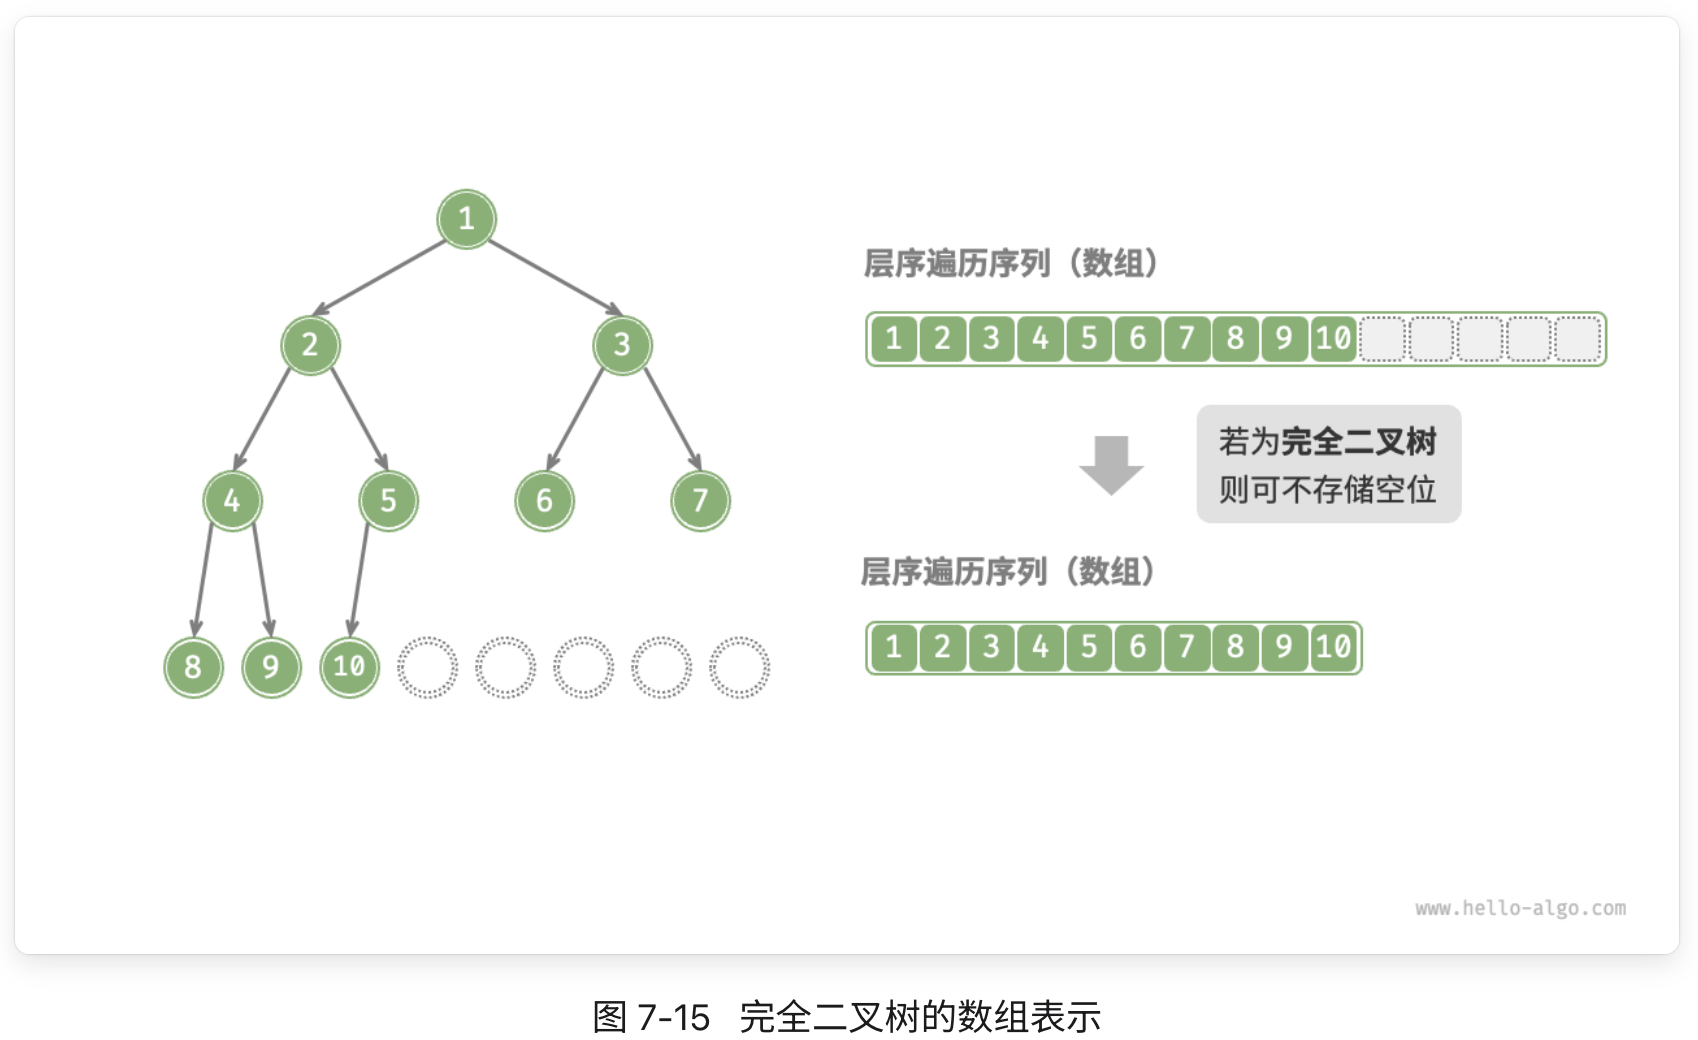 1
2 3
4 5 6 7
8 9 10
层序遍历序列（数组）
1 2 3 4 5 6 7 8 9 10
若为完全二叉树
则可不存储空位
层序遍历序列（数组）
1 2 3 4 5 6 7 8 9 10
www.hello-algo.com
图 7-15 完全二叉树的数组表示